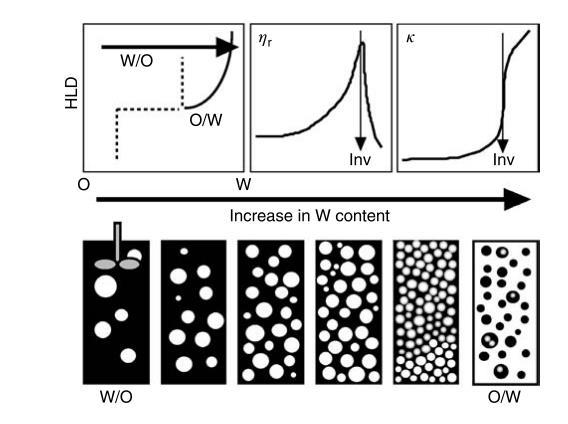 HLD
W/O
O/W
ηr
Inv
κ
Inv
O
W
Increase in W content
W/O
O/W